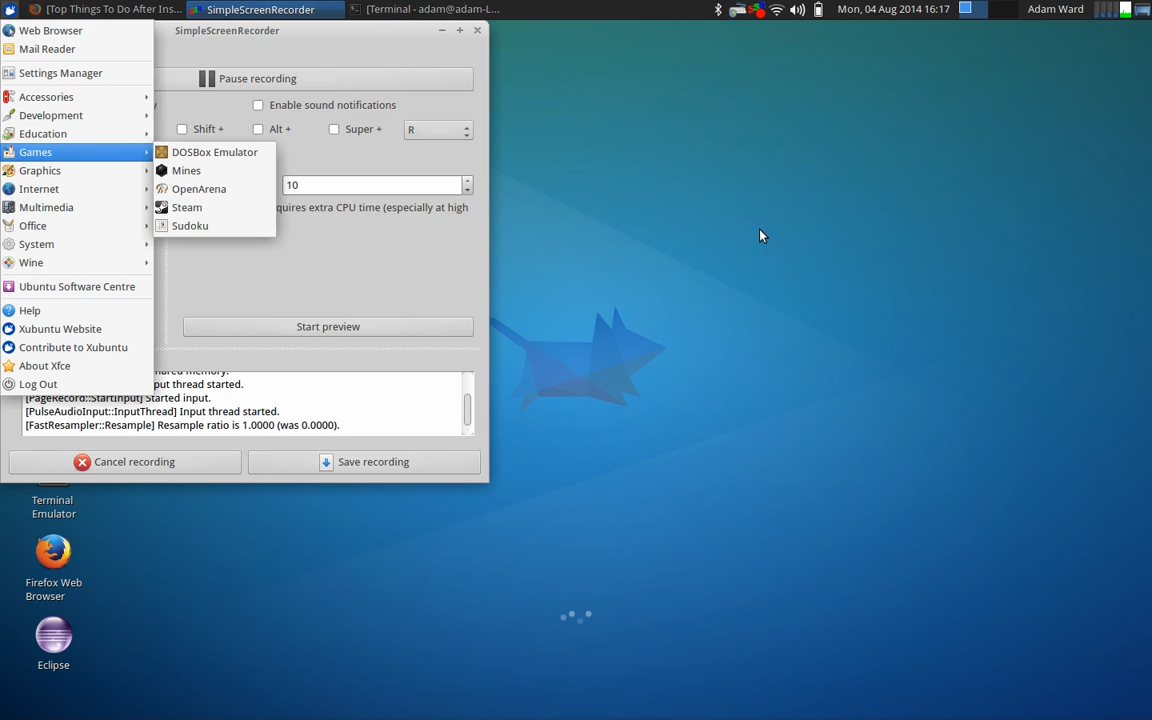 [Top Things To Do After Ins...
SimpleScreenRecorder
[Terminal - adam@adam-L...
Mon, 04 Aug 2014 16:17
Adam Ward
Web Browser
Mail Reader
Settings Manager
Accessories
Development
Education
Games
Graphics
Internet
Multimedia
Office
System
Wine
Ubuntu Software Centre
Help
Xubuntu Website
Contribute to Xubuntu
About Xfce
Log Out
DOSBox Emulator
Mines
OpenArena
Steam
Sudoku
SimpleScreenRecorder
Pause recording
Enable sound notifications
Shift +
Alt +
Super +
R
10
quires extra CPU time (especially at high
Start preview
put thread started.
[PageRecord::StartInput] Started input.
[PulseAudioInput::InputThread] Input thread started.
[FastResampler::Resample] Resample ratio is 1.0000 (was 0.0000).
Cancel recording
Save recording
Terminal
Emulator
Firefox Web
Browser
Eclipse